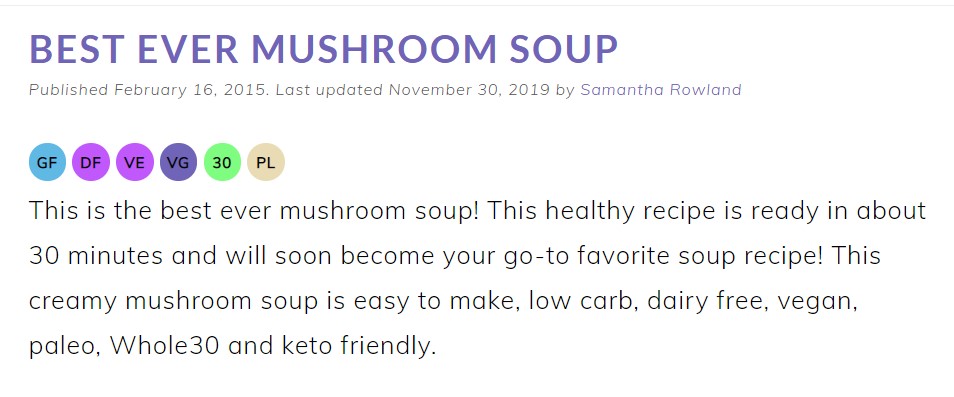 BEST EVER MUSHROOM SOUP
Published February 16, 2015. Last updated November 30, 2019 by Samantha Rowland
GF DF VE VG 30 PL
This is the best ever mushroom soup! This healthy recipe is ready in about
30 minutes and will soon become your go-to favorite soup recipe! This
creamy mushroom soup is easy to make, low carb, dairy free, vegan,
paleo, Whole30 and keto friendly.